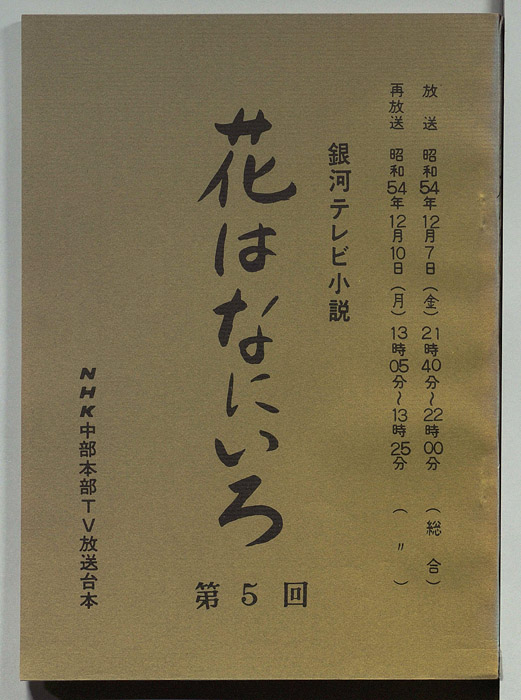 放送 昭和54年12月7日（金）21時40分～22時00分（総合）
再放送 昭和54年12月10日（月）13時05分～13時25分（〃）
銀河テレビ小説
花はなにいろ
第5回
NHK中部本部TV放送台本